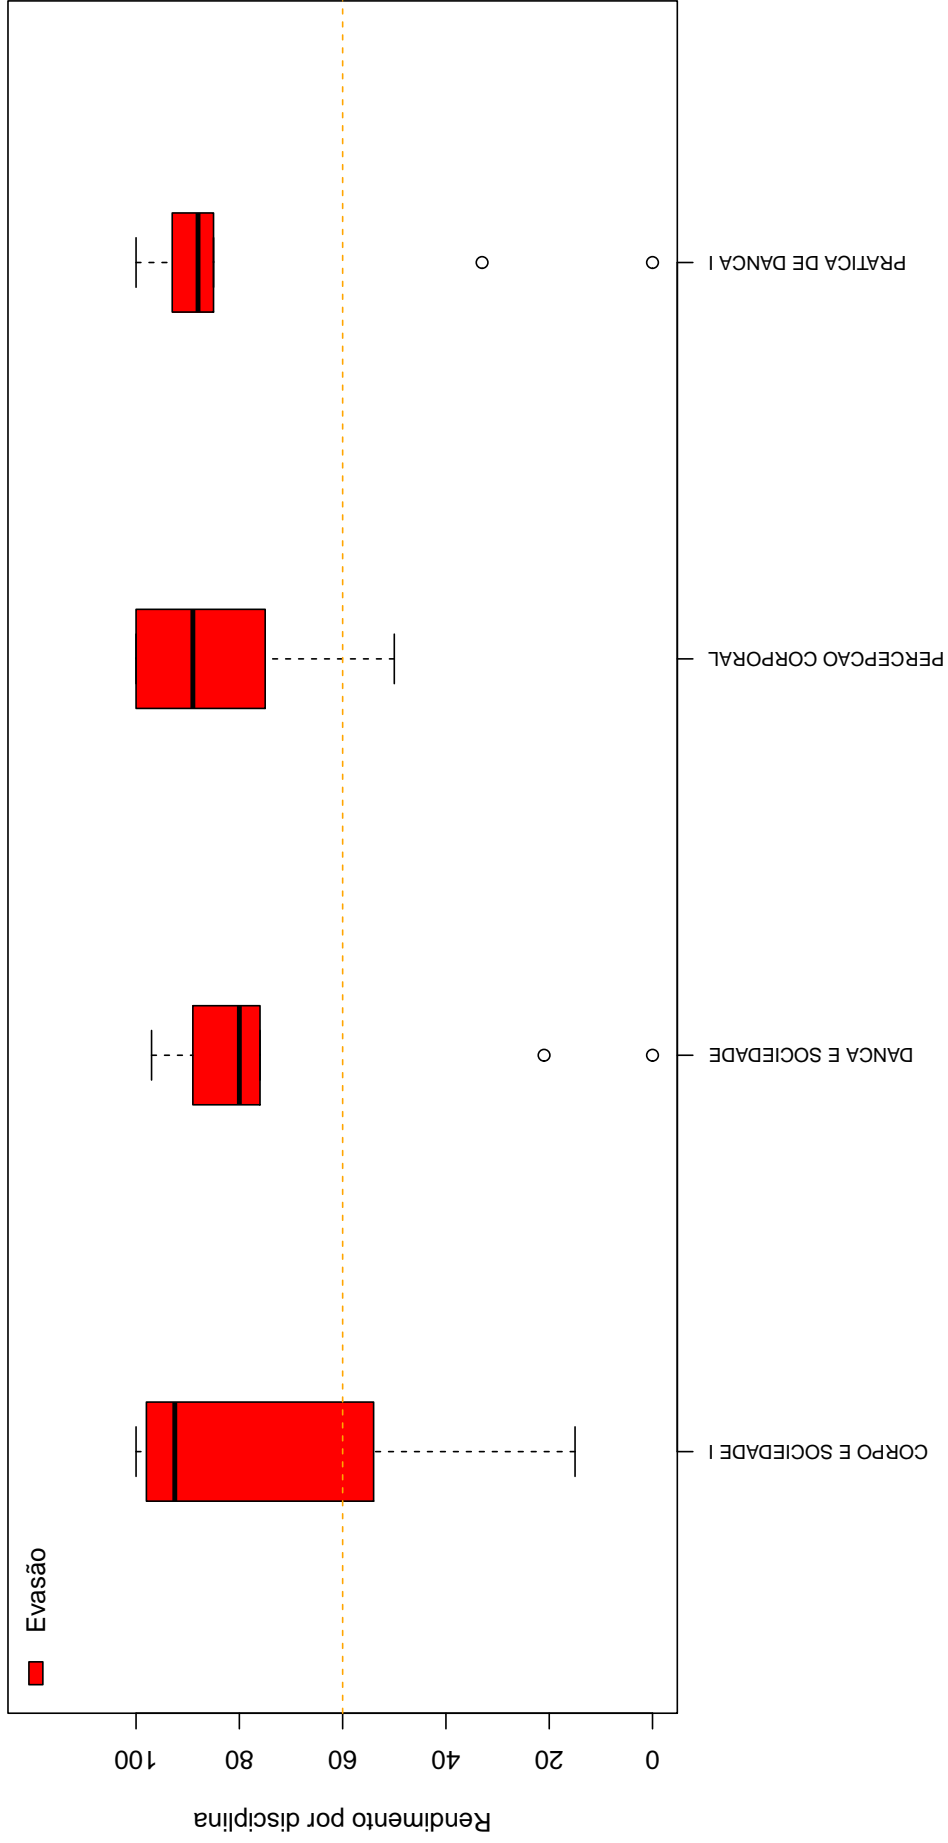 Evasão
Rendimento por disciplina
100
80
60
40
20
0
CORPO E SOCIEDADE I
DANCA E SOCIEDADE
PERCEPCAO CORPORAL
PRATICA DE DANCA I